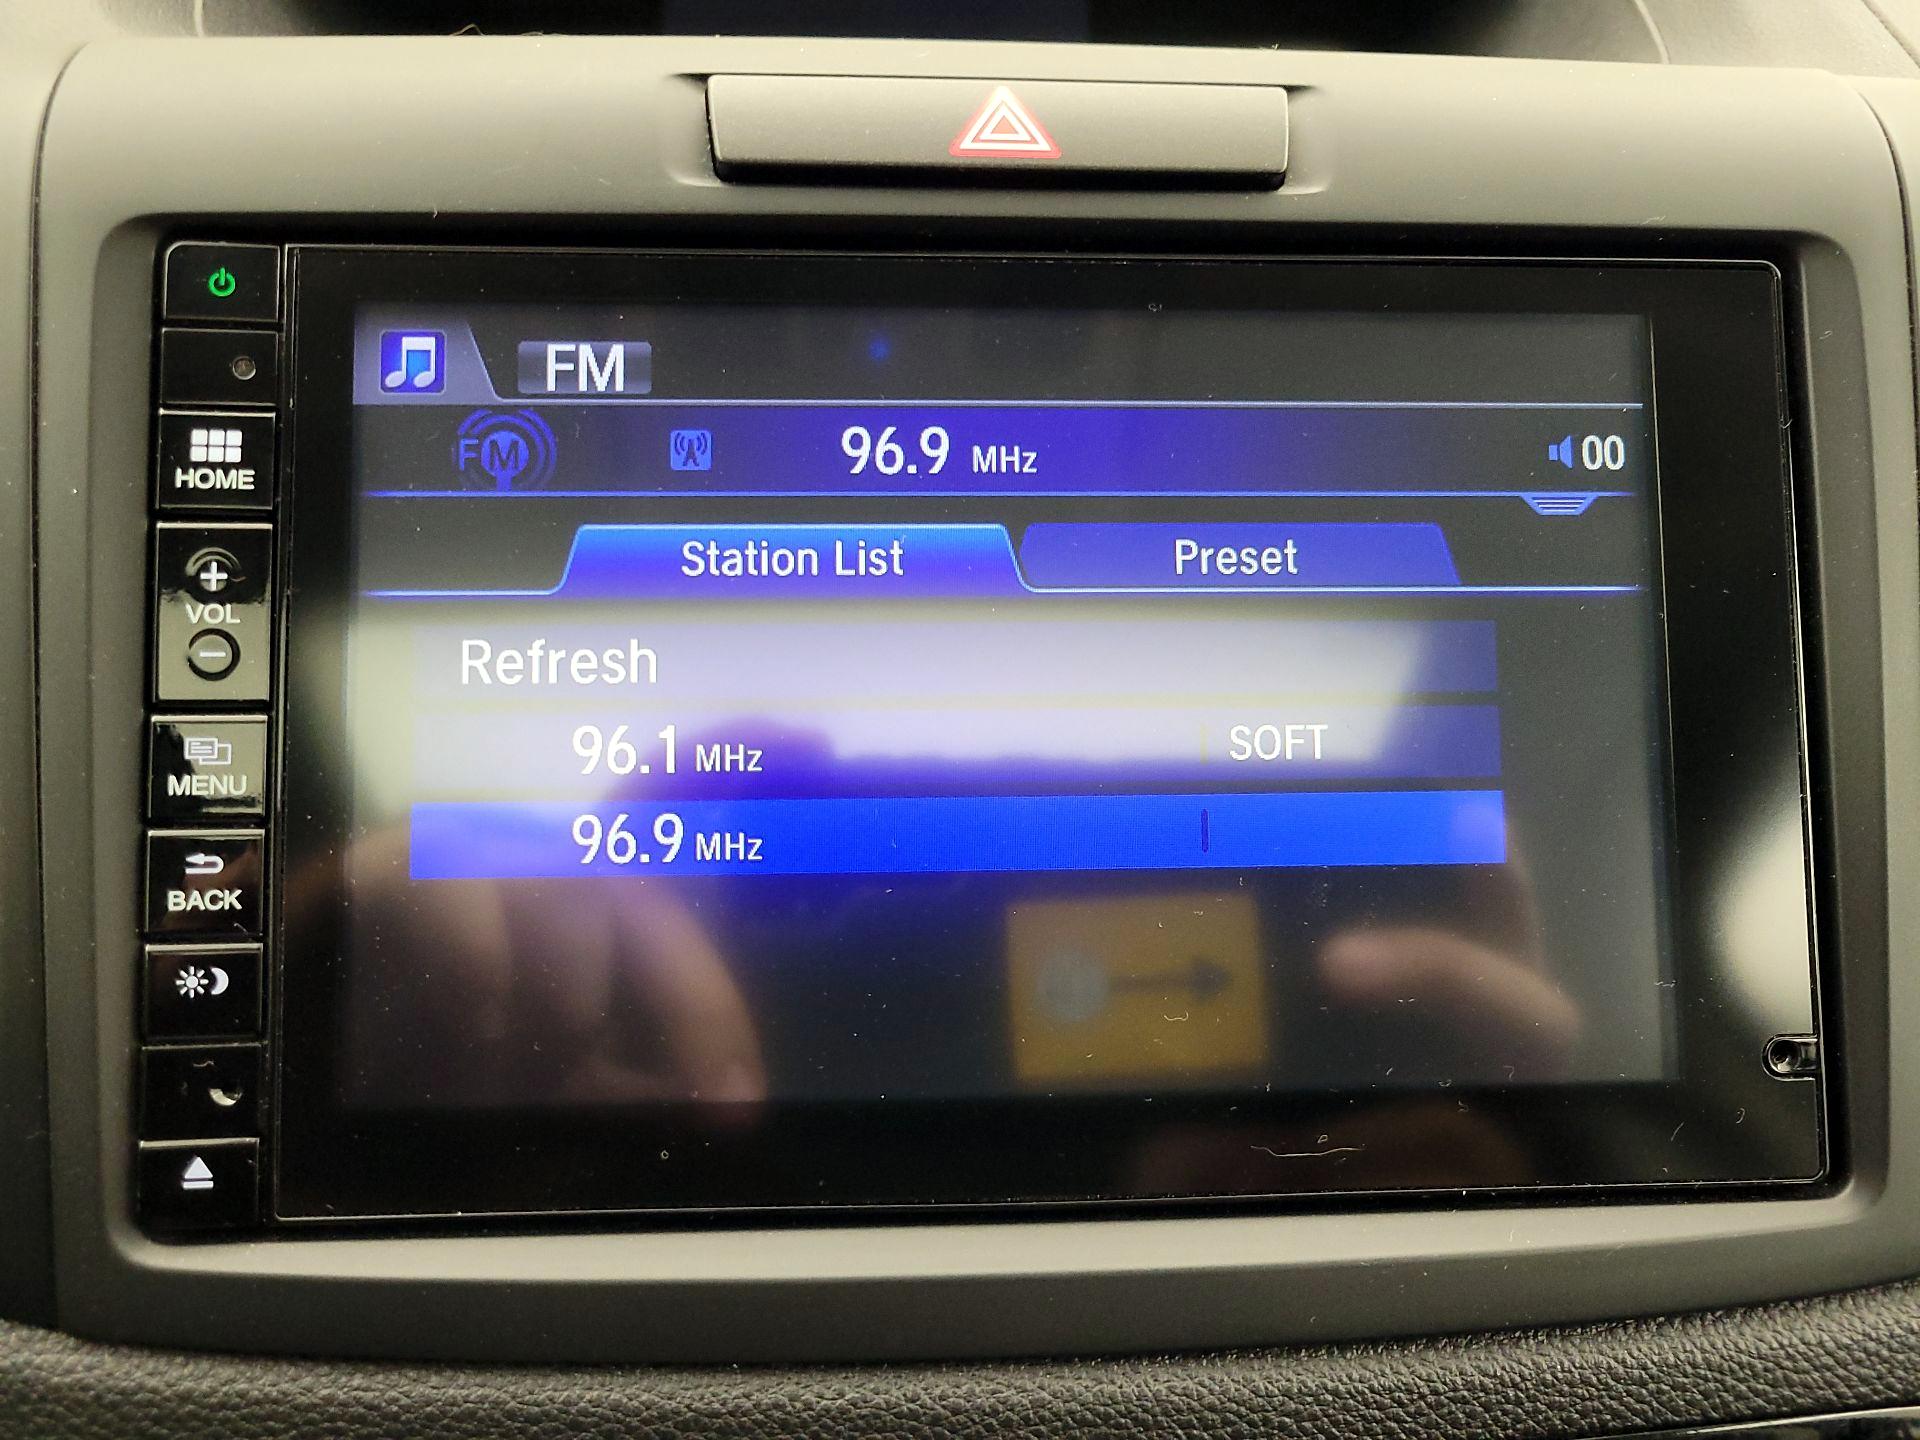 FM
FM 96.9 MHz 00
Station List Preset
HOME
Refresh
VOL
96.1 MHz SOFT
MENU
96.9 MHz
BACK